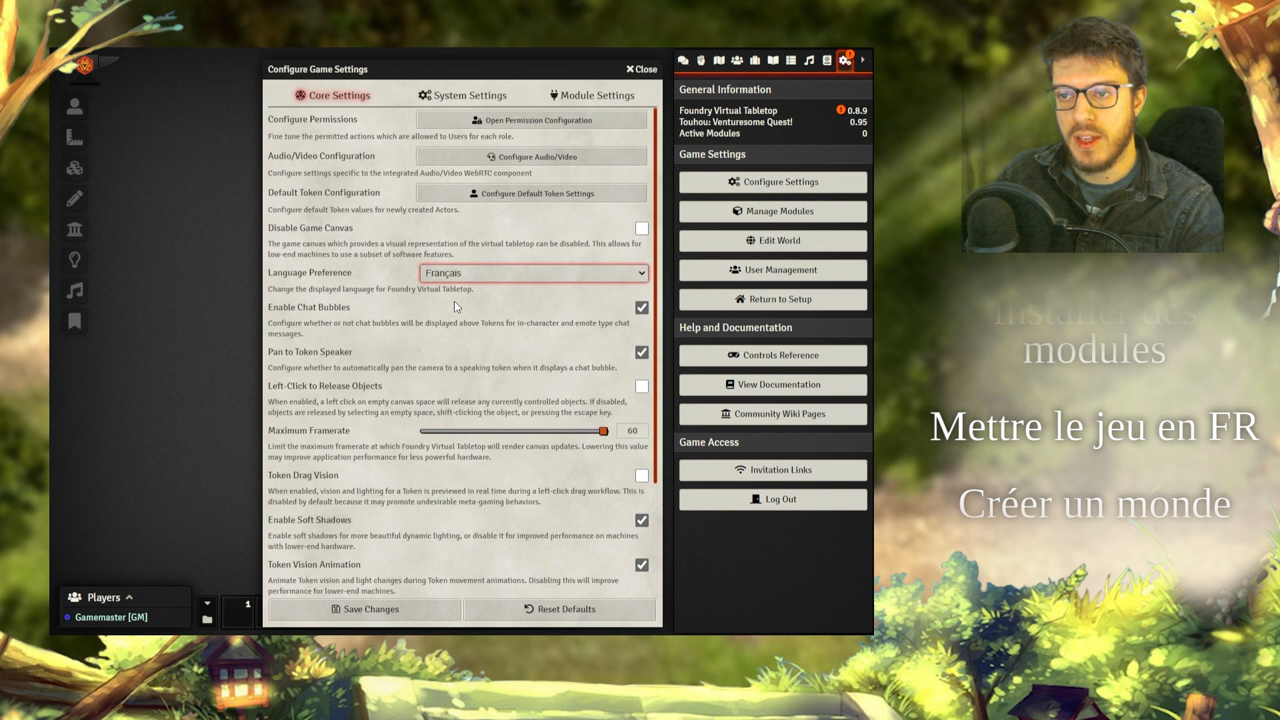 Configure Game Settings
Close
Core Settings
System Settings
Module Settings
Configure Permissions
Open Permission Configuration
Fine tune the permitted actions which are allowed to Users for each role.
Audio/Video Configuration
Configure Audio/Video
Configure settings specific to the integrated Audio/Video WebRTC component
Default Token Configuration
Configure Default Token Settings
Configure default Token values for newly created Actors.
Disable Game Canvas
The game canvas which provides a visual representation of the virtual tabletop can be disabled. This allows for
low-end machines to use a subset of software features.
Language Preference
Français
Change the displayed language for Foundry Virtual Tabletop.
Enable Chat Bubbles
Configure whether or not chat bubbles will be displayed above Tokens for in-character and emote type chat
messages.
Pan to Token Speaker
Configure whether to automatically pan the camera to a speaking token when it displays a chat bubble.
Left-Click to Release Objects
When enabled, a left click on empty canvas space will release any currently controlled objects. If disabled,
objects are released by selecting an empty space, shift-clicking the object, or pressing the escape key.
Maximum Framerate
60
Limit the maximum framerate at which Foundry Virtual Tabletop will render canvas updates. Lowering this value
may improve application performance for less powerful hardware.
Token Drag Vision
When enabled, vision and lighting for a Token is previewed in real time during a left-click drag workflow. This is
disabled by default because it may promote undesirable meta-gaming behaviors.
Enable Soft Shadows
Enable soft shadows for more beautiful dynamic lighting, or disable it for improved performance on machines
with lower-end hardware.
Token Vision Animation
Animate Token vision and light changes during Token movement animations. Disabling this will improve
performance for lower-end machines.
Save Changes
Reset Defaults
Players
Gamemaster [GM]
1
General Information
Foundry Virtual Tabletop 0.8.9
Touhou: Venturesome Quest! 0.95
Active Modules 0
Game Settings
Configure Settings
Manage Modules
Edit World
User Management
Return to Setup
Help and Documentation
Controls Reference
View Documentation
Community Wiki Pages
Game Access
Invitation Links
Log Out
Installer des
modules
Mettre le jeu en FR
Créer un monde